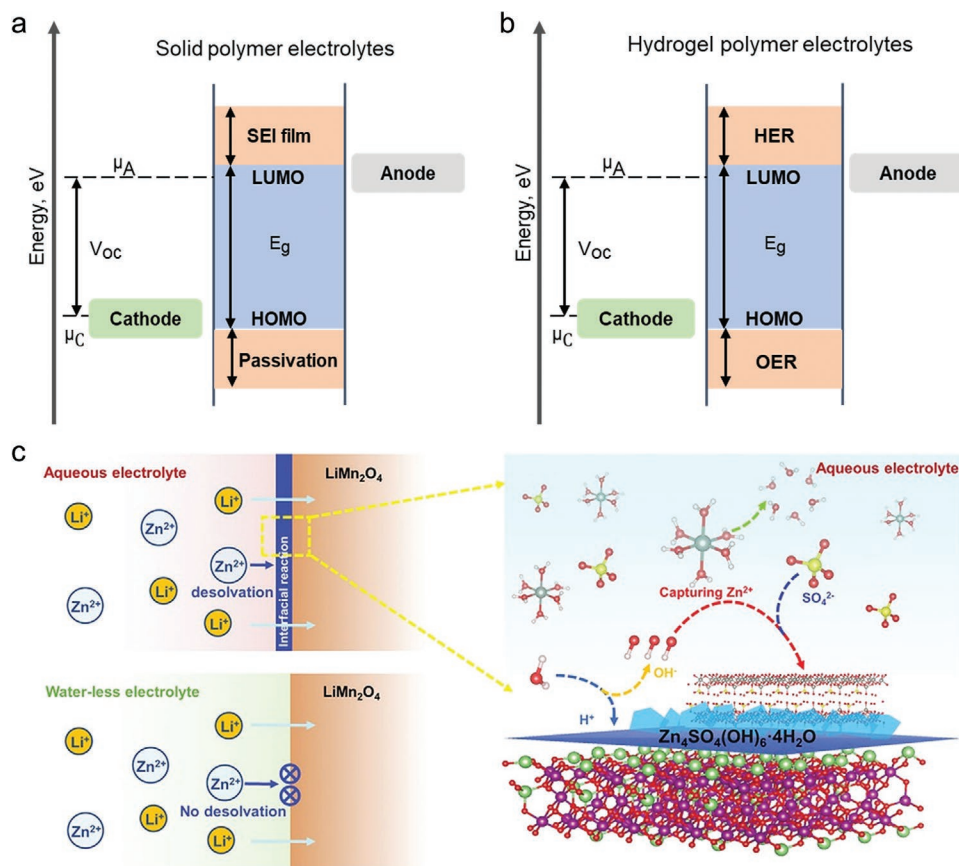 a
Solid polymer electrolytes
Energy, eV
SEI film
μA
LUMO
Anode
Voc
Eg
Cathode
HOMO
μC
Passivation
b
Hydrogel polymer electrolytes
Energy, eV
HER
μA
LUMO
Anode
Voc
Eg
Cathode
HOMO
μC
OER
c
Aqueous electrolyte
LiMn₂O₄
Li⁺
Li⁺
Zn²⁺
Zn²⁺
desolvation
Li⁺
Zn²⁺
Li⁺
Interfacial reaction
Water-less electrolyte
LiMn₂O₄
Li⁺
Li⁺
Zn²⁺
Zn²⁺
No desolvation
Li⁺
Zn²⁺
Li⁺
Aqueous electrolyte
Capturing Zn²⁺
SO₄²⁻
OH⁻
H⁺
Zn₄SO₄(OH)₆·4H₂O